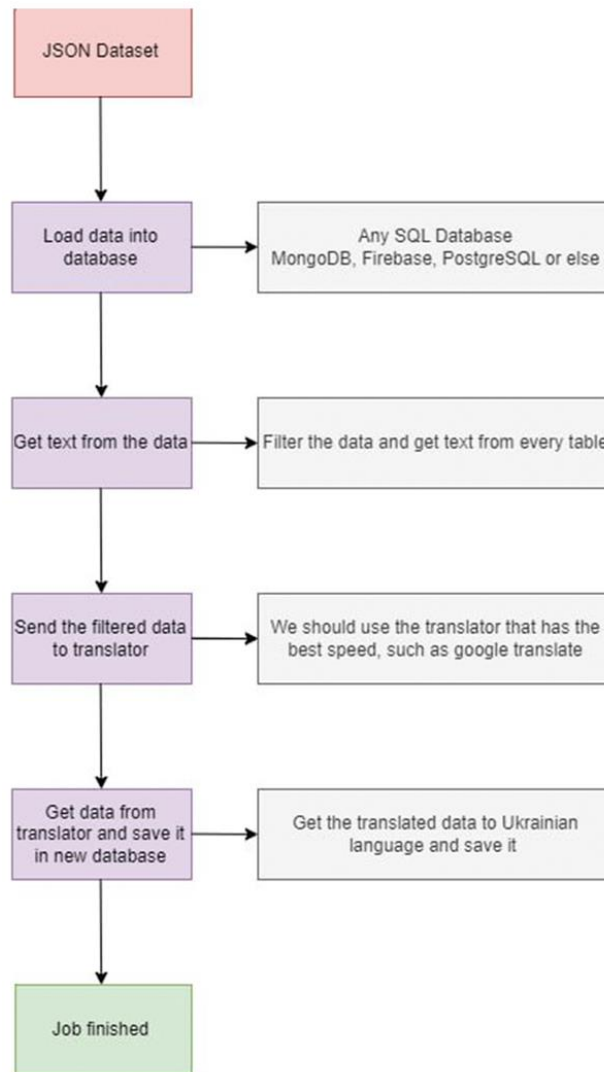 JSON Dataset
Load data into
database
Any SQL Database
MongoDB, Firebase, PostgreSQL or else
Get text from the data
Filter the data and get text from every table
Send the filtered data
to translator
We should use the translator that has the
best speed, such as google translate
Get data from
translator and save it
in new database
Get the translated data to Ukrainian
language and save it
Job finished